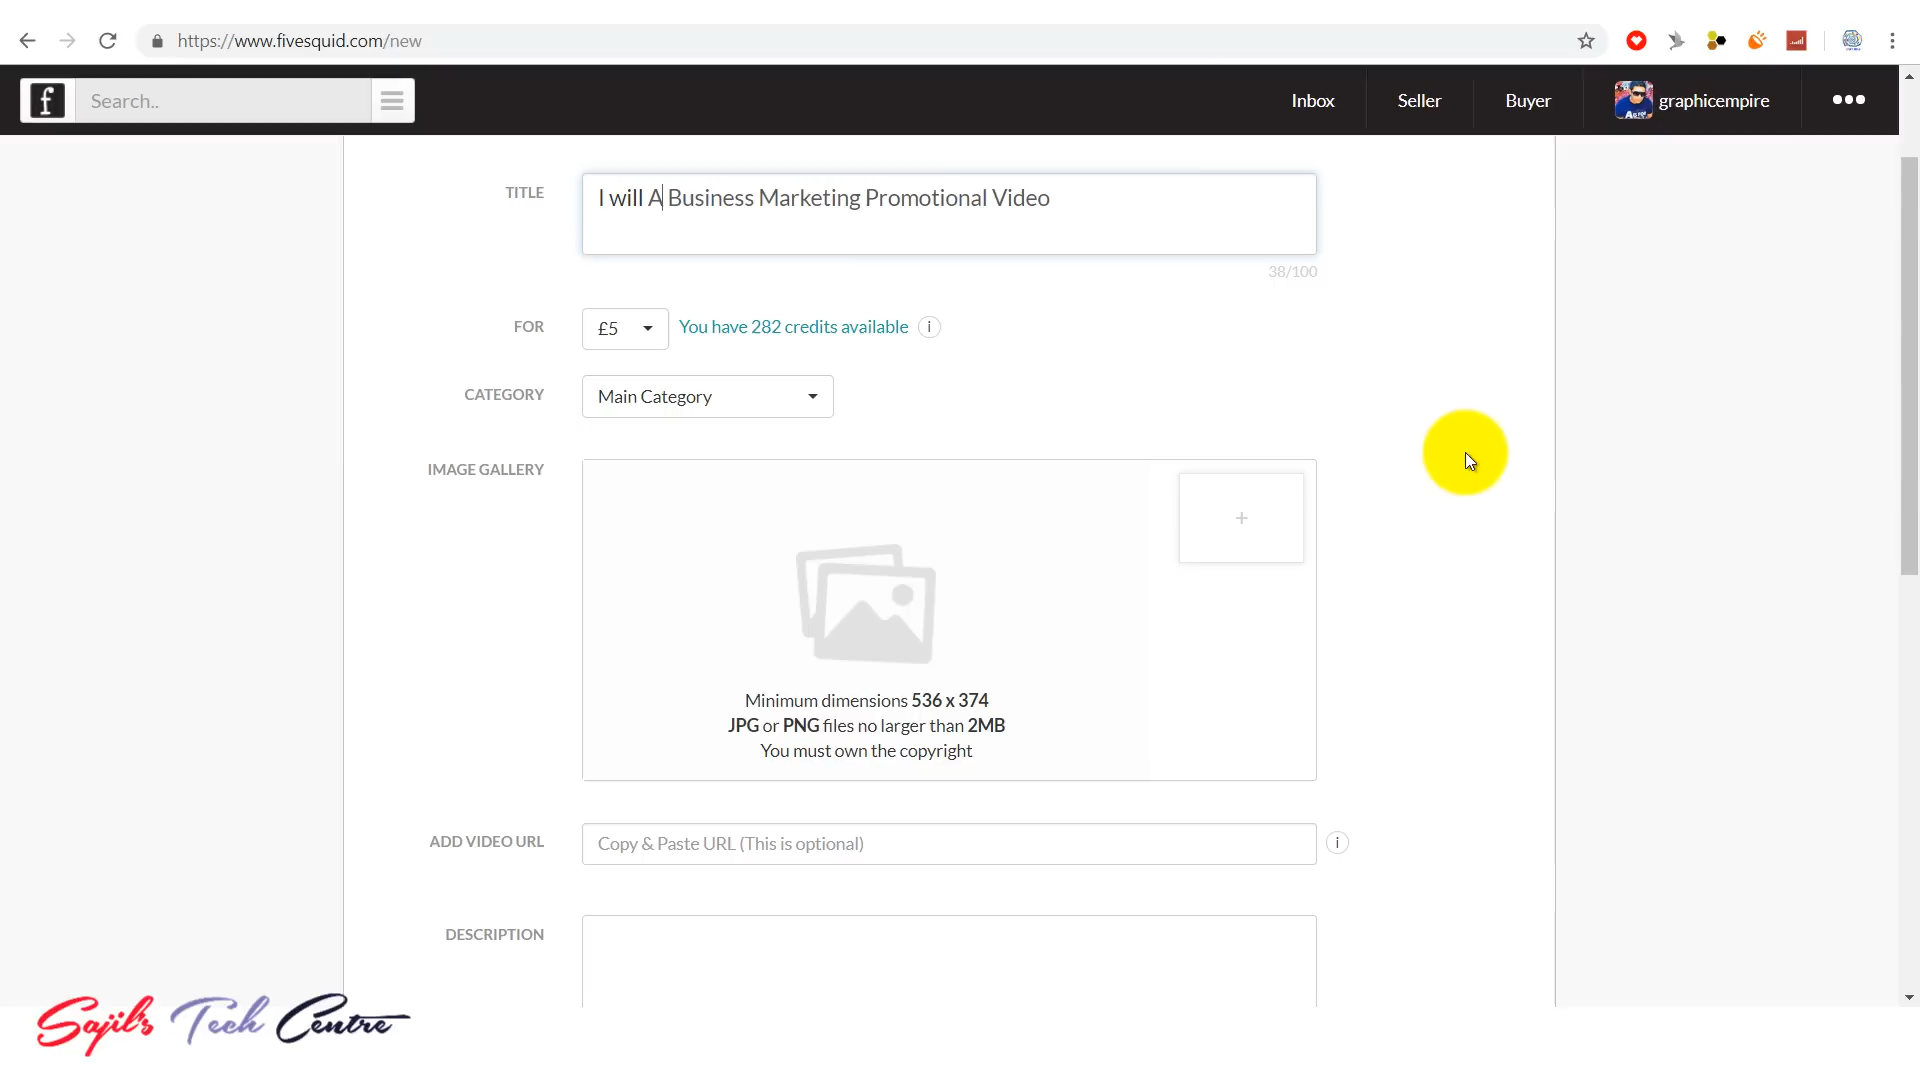 https://www.fivesquid.com/new
f Search.. Inbox Seller Buyer graphicempire
TITLE I will A Business Marketing Promotional Video
38/100
FOR £5 You have 282 credits available i
CATEGORY Main Category
IMAGE GALLERY
+
Minimum dimensions 536 x 374
JPG or PNG files no larger than 2MB
You must own the copyright
ADD VIDEO URL Copy & Paste URL (This is optional) i
DESCRIPTION
Sajil's Tech Centre